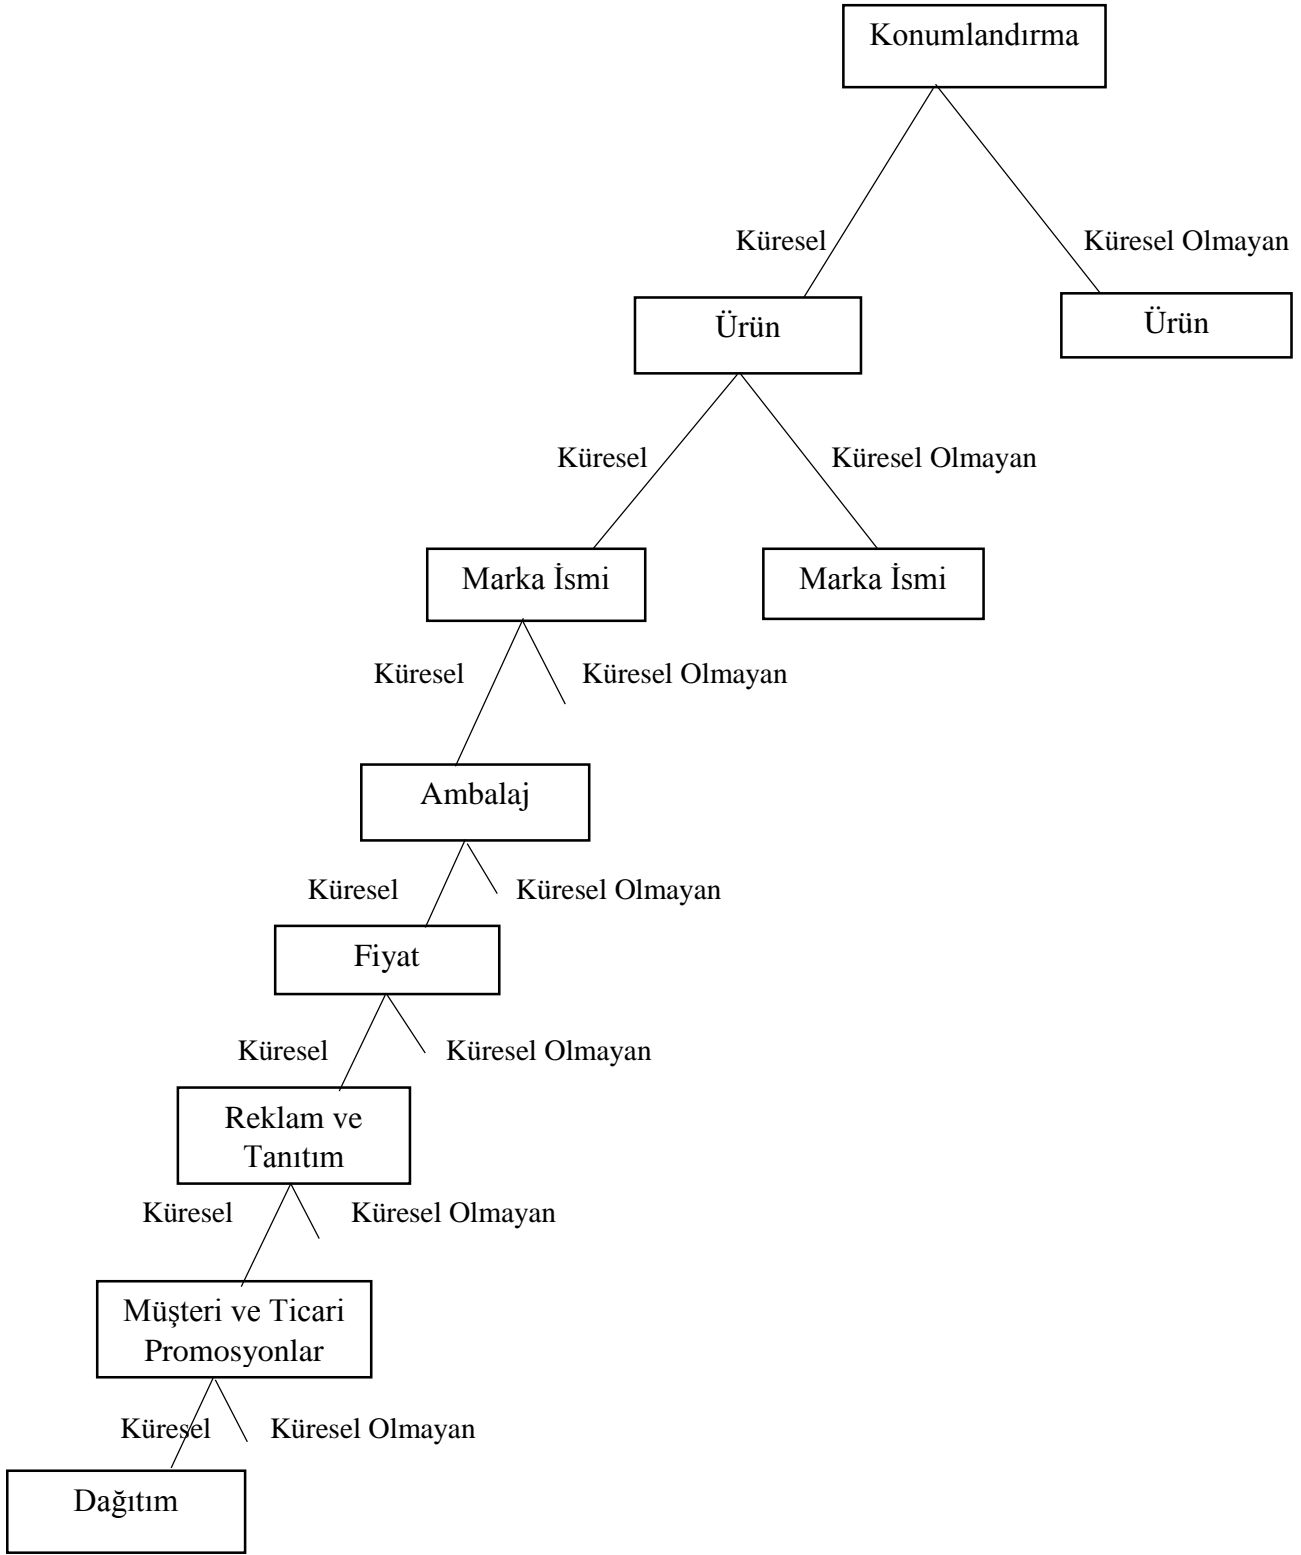 Konumlandırma
Küresel
Küresel Olmayan
Ürün
Ürün
Küresel
Küresel Olmayan
Marka İsmi
Marka İsmi
Küresel
Küresel Olmayan
Ambalaj
Küresel
Küresel Olmayan
Fiyat
Küresel
Küresel Olmayan
Reklam ve
Tanıtım
Küresel
Küresel Olmayan
Müşteri ve Ticari
Promosyonlar
Küresel
Küresel Olmayan
Dağıtım